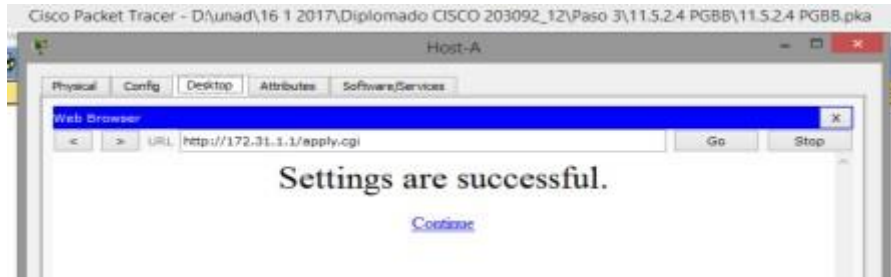 Cisco Packet Tracer - D:\unad\16 1 2017\Diplomado CISCO 203092_12\Paso 3\11.5.2.4 PGBB\11.5.2.4 PGBB.pka
Host-A
Physical Config Desktop Attributes Software/Services
Web Browser X
< > URL http://172.31.1.1/apply.cgi Go Stop
Settings are successful.
Continue